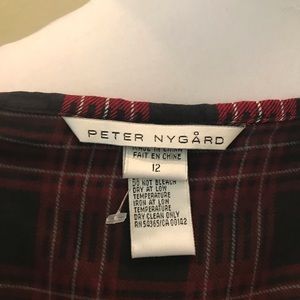 PETER NYGÅRD
MADE IN CHINA
FAIT EN CHINE
12
DO NOT BLEACH
DRY AT LOW
TEMPERATURE
IRON AT LOW
TEMPERATURE
DRY CLEAN ONLY
RN 50365/CA 00102